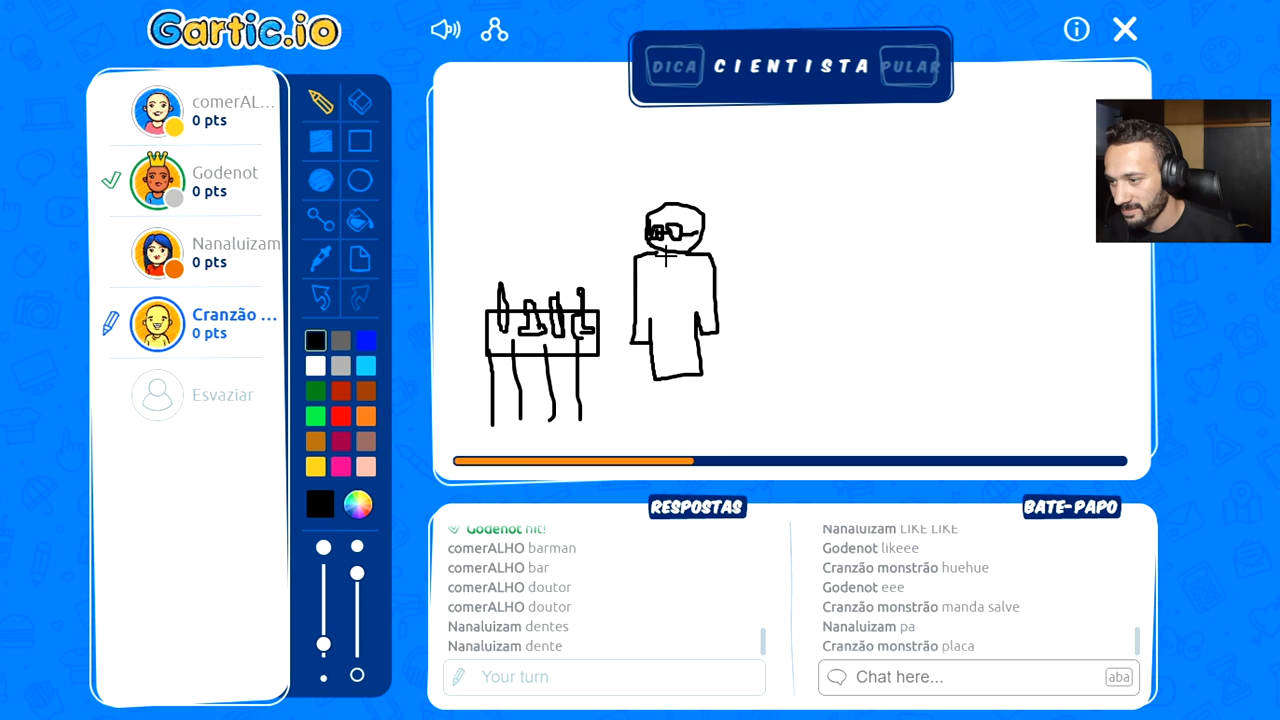 Gartic.io
DICA CIENTISTA PULAR
comerAL...
0 pts
Godenot
0 pts
Nanaluizam
0 pts
Cranzão ...
0 pts
Esvaziar
RESPOSTAS
Godenot hit!
comerALHO barman
comerALHO bar
comerALHO doutor
comerALHO doutor
Nanaluizam dentes
Nanaluizam dente
Your turn
BATE-PAPO
Nanaluizam LIKE LIKE
Godenot likeee
Cranzão monstrão huehue
Godenot eee
Cranzão monstrão manda salve
Nanaluizam pa
Cranzão monstrão placa
Chat here...
aba